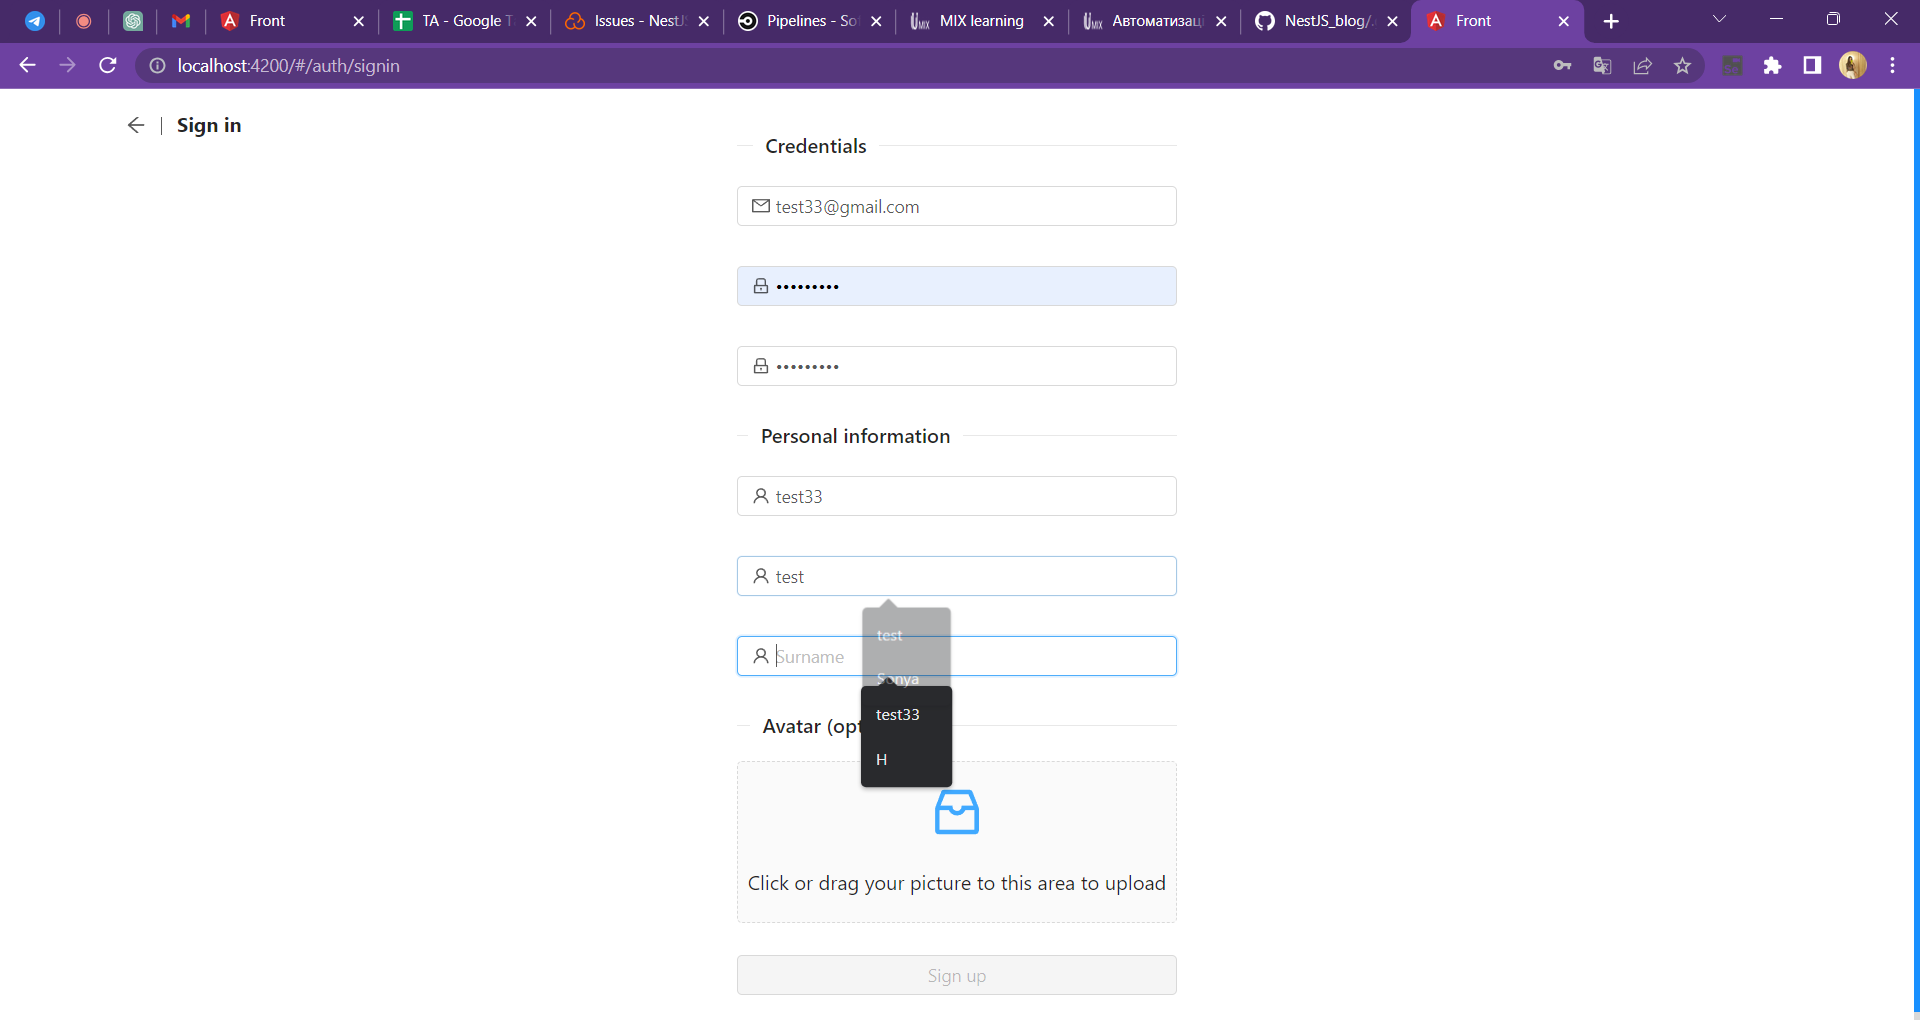 Front
TA - Google T
Issues - NestJS
Pipelines - So
MIX learning
Автоматизаці
NestJS_blog/.
Front
localhost:4200/#/auth/signin
Sign in
Credentials
test33@gmail.com
•••••••••
•••••••••
Personal information
test33
test
test
Surname
Sonya
test33
Avatar (opt
H
Click or drag your picture to this area to upload
Sign up